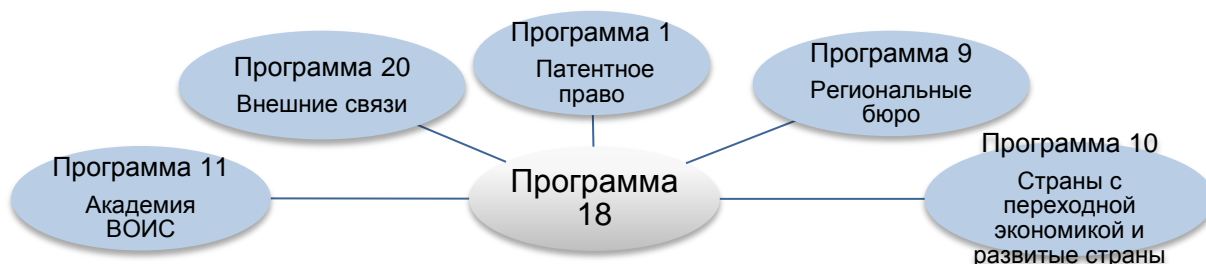 Программа 1
Патентное
право
Программа 20
Внешние связи
Программа 9
Региональные
бюро
Программа 11
Академия
ВОИС
Программа
18
Программа 10
Страны с
переходной
экономикой и
развитые страны